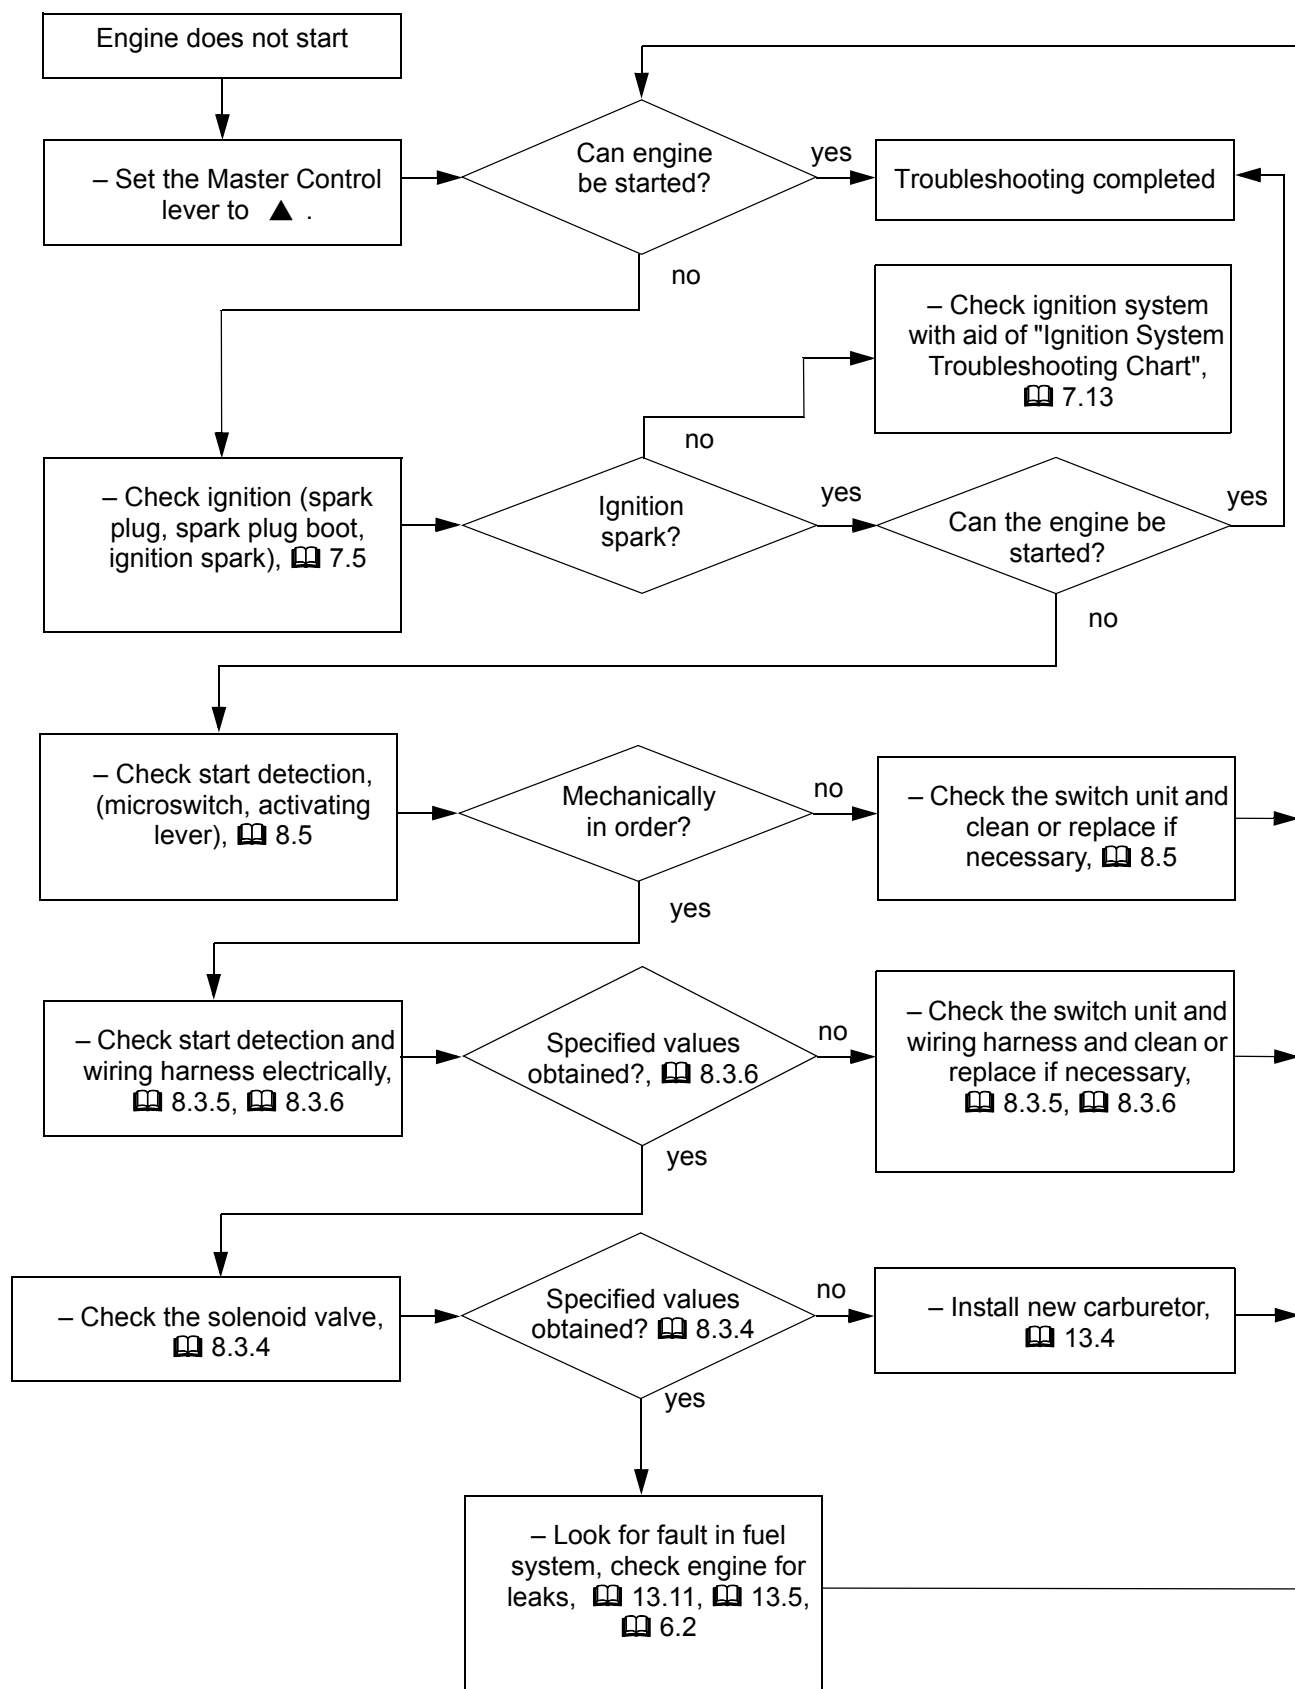 Engine does not start
– Set the Master Control
lever to ▲ .
Can engine
be started?
yes
Troubleshooting completed
no
– Check ignition system
with aid of "Ignition System
Troubleshooting Chart",
🕮 7.13
no
– Check ignition (spark
plug, spark plug boot,
ignition spark), 🕮 7.5
Ignition
spark?
yes
Can the engine be
started?
yes
no
– Check start detection,
(microswitch, activating
lever), 🕮 8.5
Mechanically
in order?
no
– Check the switch unit and
clean or replace if
necessary, 🕮 8.5
yes
– Check start detection and
wiring harness electrically,
🕮 8.3.5, 🕮 8.3.6
Specified values
obtained?, 🕮 8.3.6
no
– Check the switch unit and
wiring harness and clean or
replace if necessary,
🕮 8.3.5, 🕮 8.3.6
yes
– Check the solenoid valve,
🕮 8.3.4
Specified values
obtained? 🕮 8.3.4
no
– Install new carburetor,
🕮 13.4
yes
– Look for fault in fuel
system, check engine for
leaks, 🕮 13.11, 🕮 13.5,
🕮 6.2